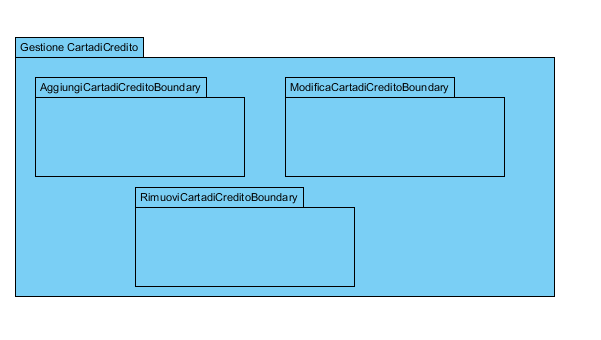 Gestione CartadiCredito
AggiungiCartadiCreditoBoundary
ModificaCartadiCreditoBoundary
RimuoviCartadiCreditoBoundary